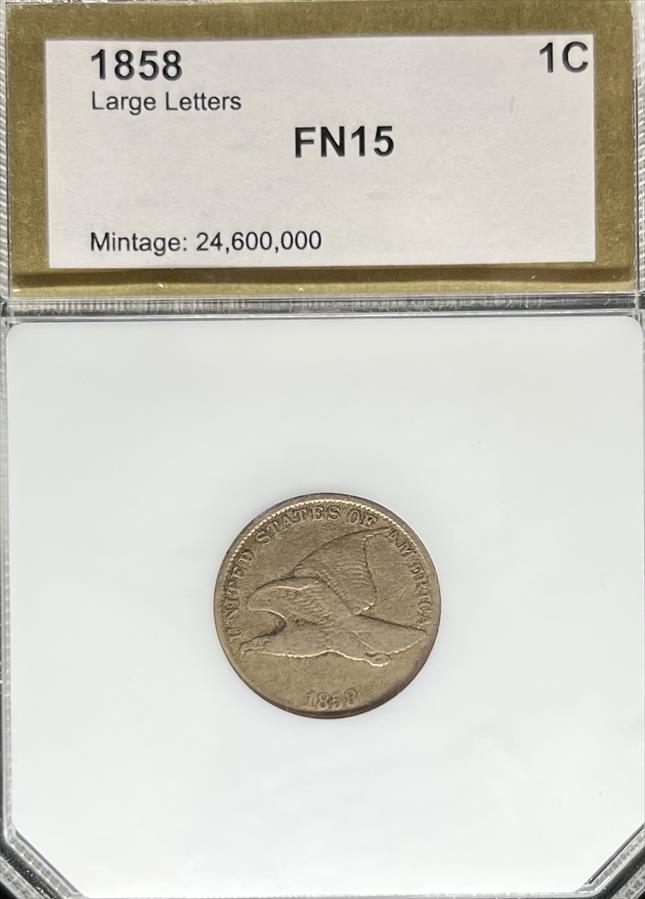 1858 1C
Large Letters
FN15
Mintage: 24,600,000
UNITED STATES OF AMERICA
1858